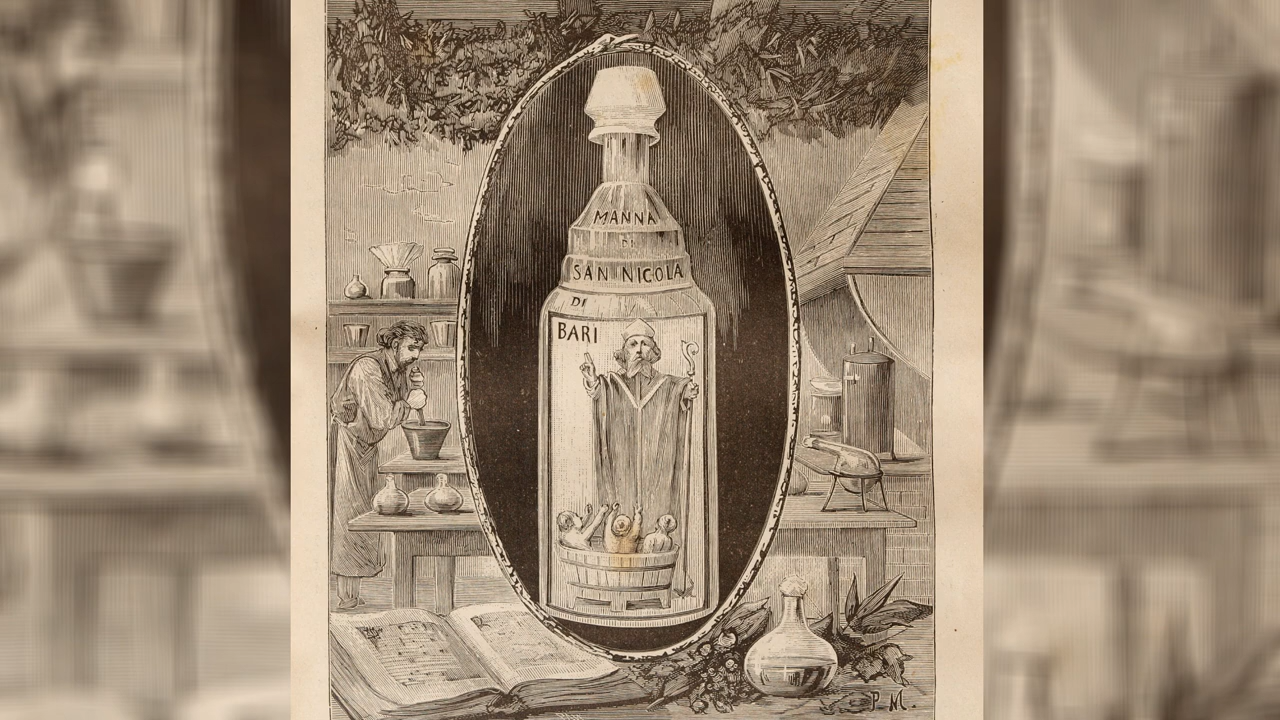 MANNA
DI
SAN NICOLA
DI
BARI
P. M.